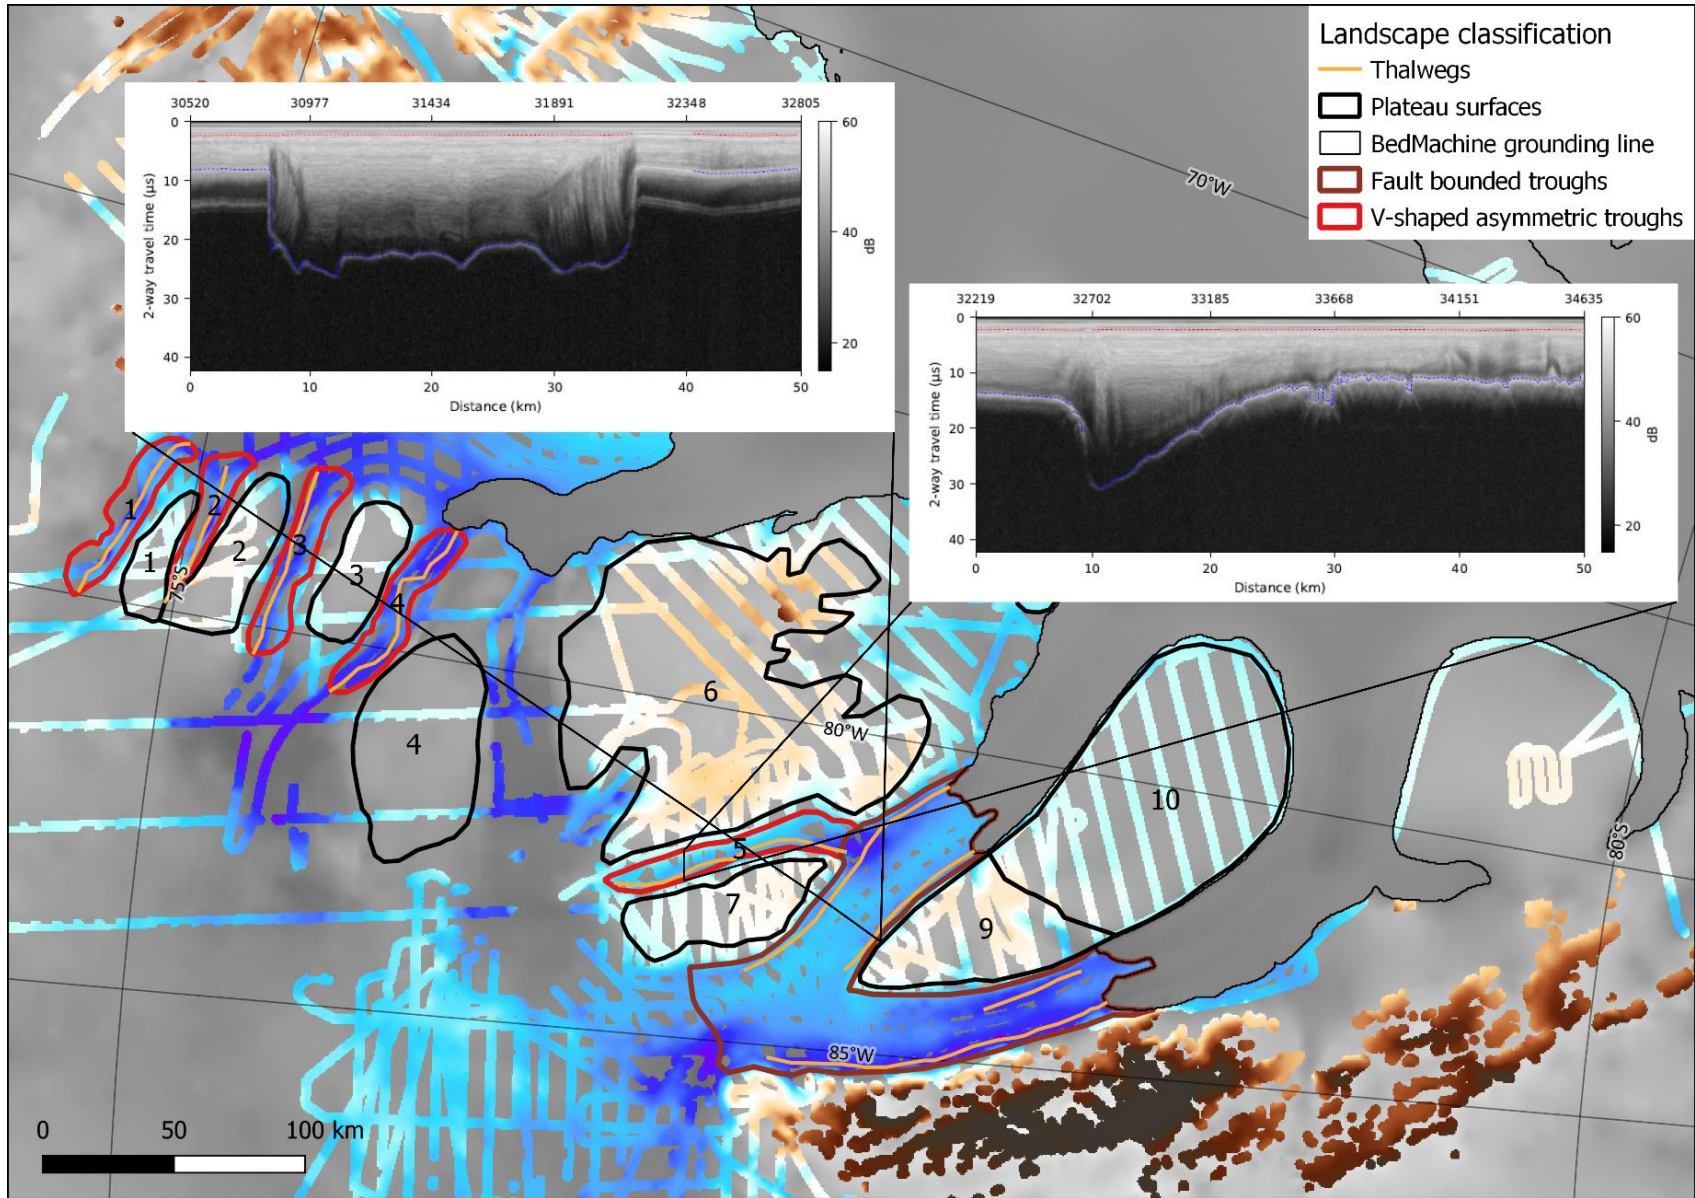 Landscape classification
Thalwegs
Plateau surfaces
BedMachine grounding line
Fault bounded troughs
V-shaped asymmetric troughs
30520 30977 31434 31891 32348 32805
0
10
20
30
40
2-way travel time (μs)
60
40
20
dB
0 10 20 30 40 50
Distance (km)
70°W
32219 32702 33185 33668 34151 34635
0
10
20
30
40
2-way travel time (μs)
60
40
20
dB
0 10 20 30 40 50
Distance (km)
1
2
3
4
1
2
3
4
75°S
6
80°W
5
7
9
10
80°S
85°W
0 50 100 km